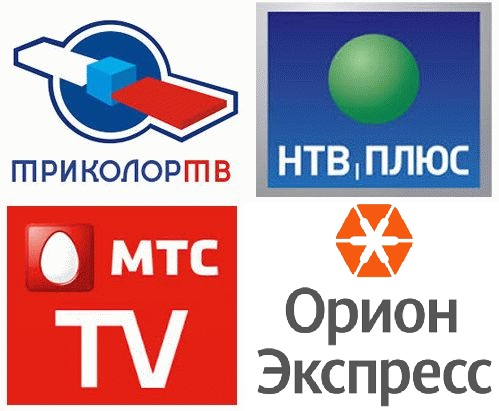 ТРИКОЛОРТВ
НТВ ПЛЮС
МТС
TV
Орион
Экспресс